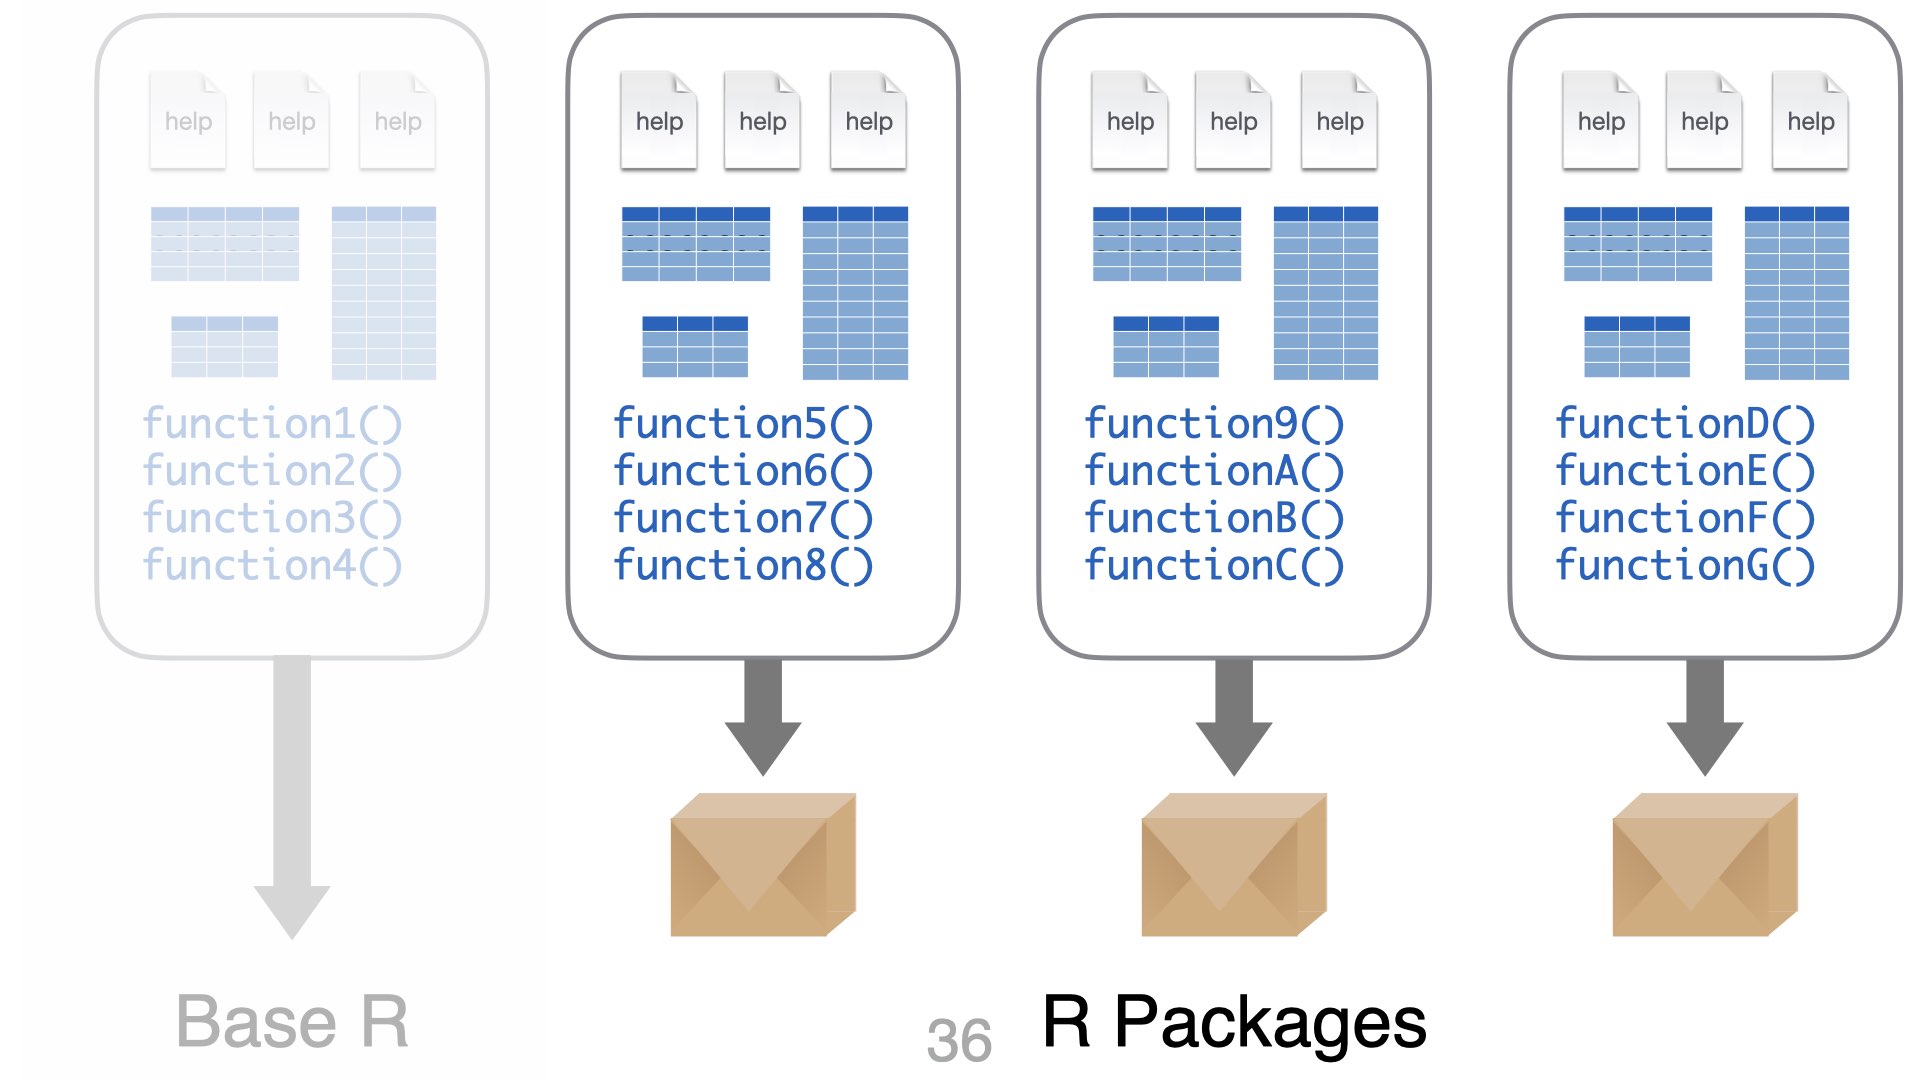 help help help
function1()
function2()
function3()
function4()
Base R
help help help
function5()
function6()
function7()
function8()
help help help
function9()
functionA()
functionB()
functionC()
help help help
functionD()
functionE()
functionF()
functionG()
36
R Packages